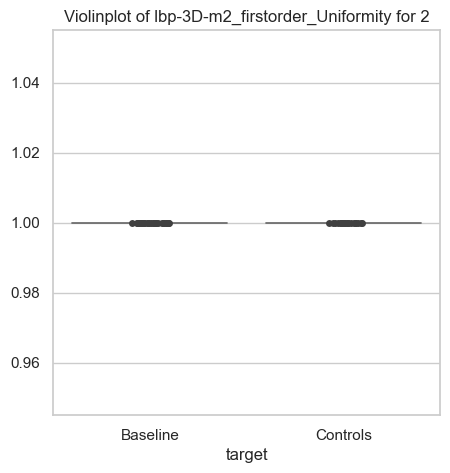 Violinplot of lbp-3D-m2_firstorder_Uniformity for 2
1.04
1.02
1.00
0.98
0.96
Baseline
Controls
target